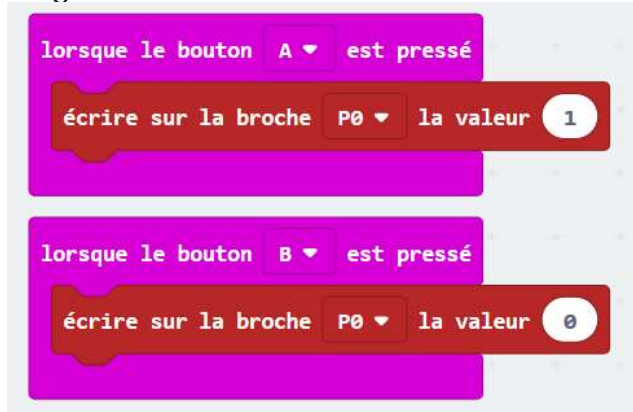 lorsque le bouton A est pressé
écrire sur la broche P0 la valeur 1
lorsque le bouton B est pressé
écrire sur la broche P0 la valeur 0